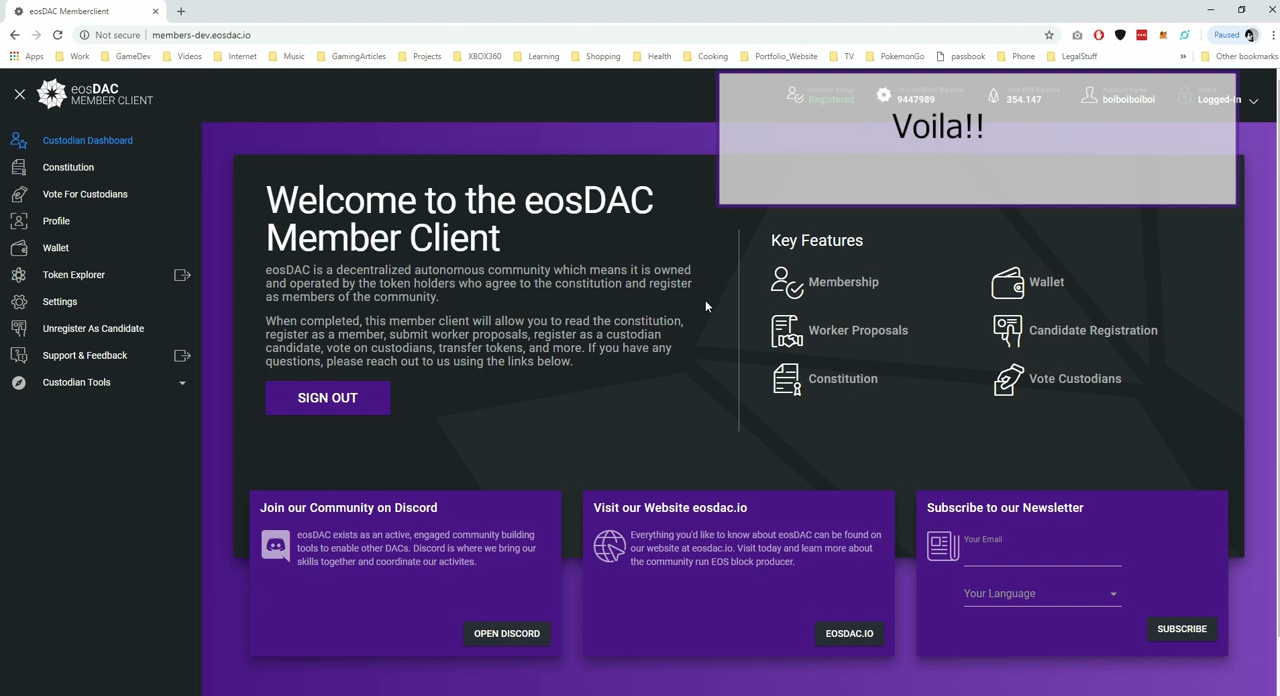 eosDAC Memberclient
Not secure
members-dev.eosdac.io
Paused
Apps
Work
GameDev
Videos
Internet
Music
GamingArticles
Projects
XBOX360
Learning
Shopping
Health
Cooking
Portfolio_Website
TV
PokemonGo
passbook
Phone
LegalStuff
»
Other bookmarks
eosDAC
MEMBER CLIENT
Member Status
Registered
9447989
Your EOS Balance
354.147
Account Name
boiboiboiboi
Status
Logged-In
Voila!!
Custodian Dashboard
Constitution
Vote For Custodians
Profile
Wallet
Token Explorer
Settings
Unregister As Candidate
Support & Feedback
Custodian Tools
Welcome to the eosDAC
Member Client
eosDAC is a decentralized autonomous community which means it is owned
and operated by the token holders who agree to the constitution and register
as members of the community.
When completed, this member client will allow you to read the constitution,
register as a member, submit worker proposals, register as a custodian
candidate, vote on custodians, transfer tokens, and more. If you have any
questions, please reach out to us using the links below.
SIGN OUT
Key Features
Membership
Wallet
Worker Proposals
Candidate Registration
Constitution
Vote Custodians
Join our Community on Discord
eosDAC exists as an active, engaged community building
tools to enable other DACs. Discord is where we bring our
skills together and coordinate our activites.
OPEN DISCORD
Visit our Website eosdac.io
Everything you'd like to know about eosDAC can be found on
our website at eosdac.io. Visit today and learn more about
the community run EOS block producer.
EOSDAC.IO
Subscribe to our Newsletter
Your Email
Your Language
SUBSCRIBE